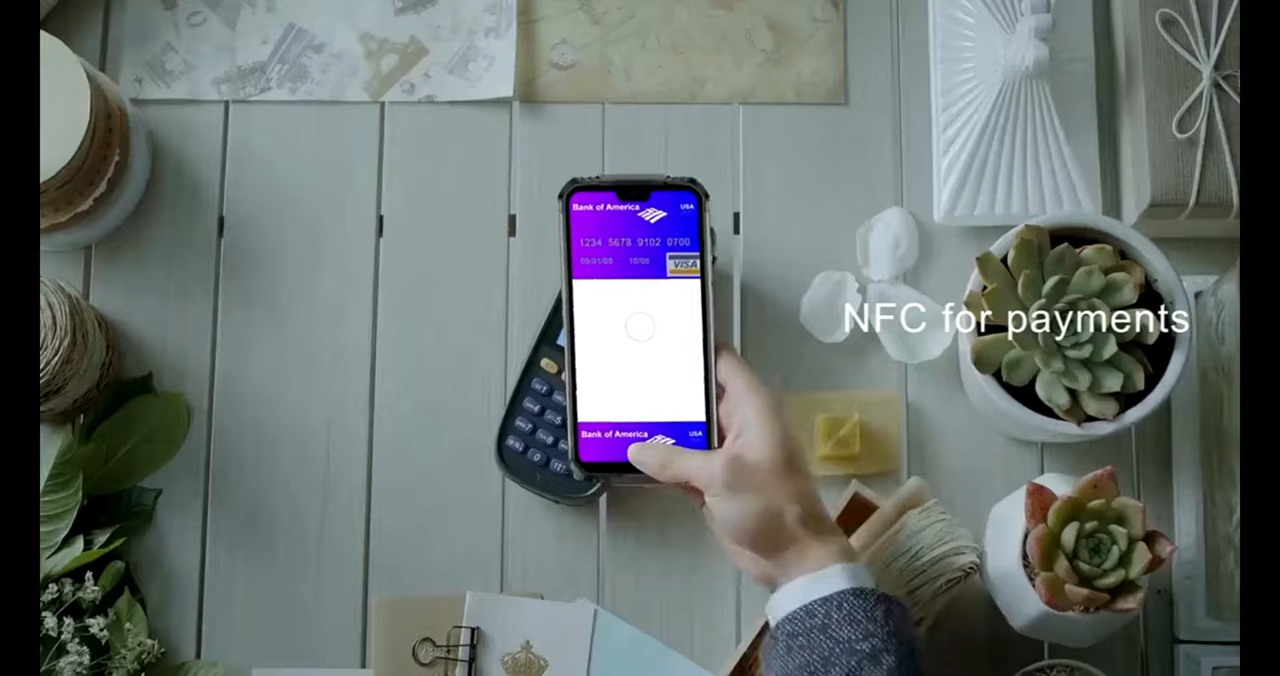 Bank of America
USA
1234 5678 9102 0700
VISA
NFC for payments
Bank of America
USA